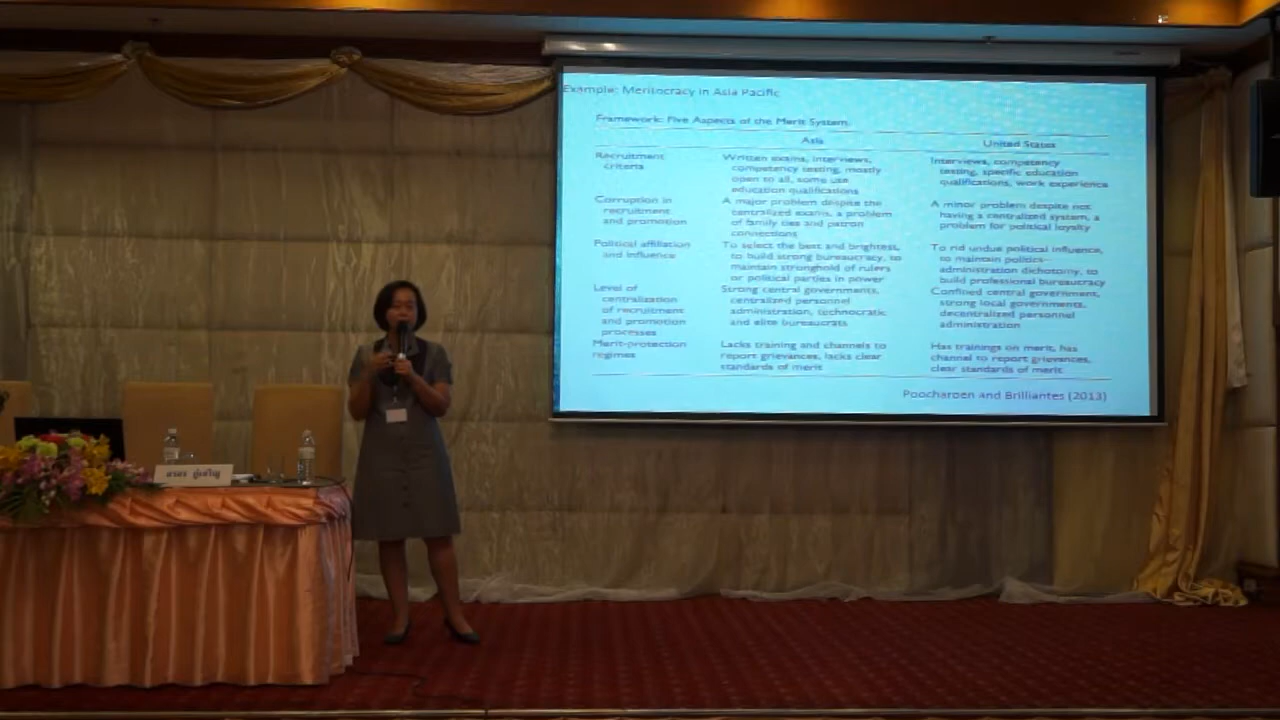 Example: Meritocracy in Asia Pacific
Framework: Five Aspects of the Merit System
Asia
United States
Recruitment
criteria
Written exams, interviews,
competency testing, mostly
open to all, some use
education qualifications
Interviews, competency
testing, specific education
qualifications, work experience
Corruption in
recruitment
and promotion
A major problem despite the
centralized exams, a problem
of family ties and patron
connections
A minor problem despite not
having a centralized system, a
problem for political loyalty
Political affiliation
and influence
To select the best and brightest,
to build strong bureaucracy, to
maintain stronghold of rulers
or political parties in power
To rid undue political influence,
to maintain politics–
administration dichotomy, to
build professional bureaucracy
Level of
centralization
of recruitment
and promotion
processes
Strong central governments,
centralized personnel
administration, technocratic
and elite bureaucrats
Confined central government,
strong local governments,
decentralized personnel
administration
Merit-protection
regimes
Lacks training and channels to
report grievances, lacks clear
standards of merit
Has trainings on merit, has
channel to report grievances,
clear standards of merit
Poocharoen and Brilliantes (2013)